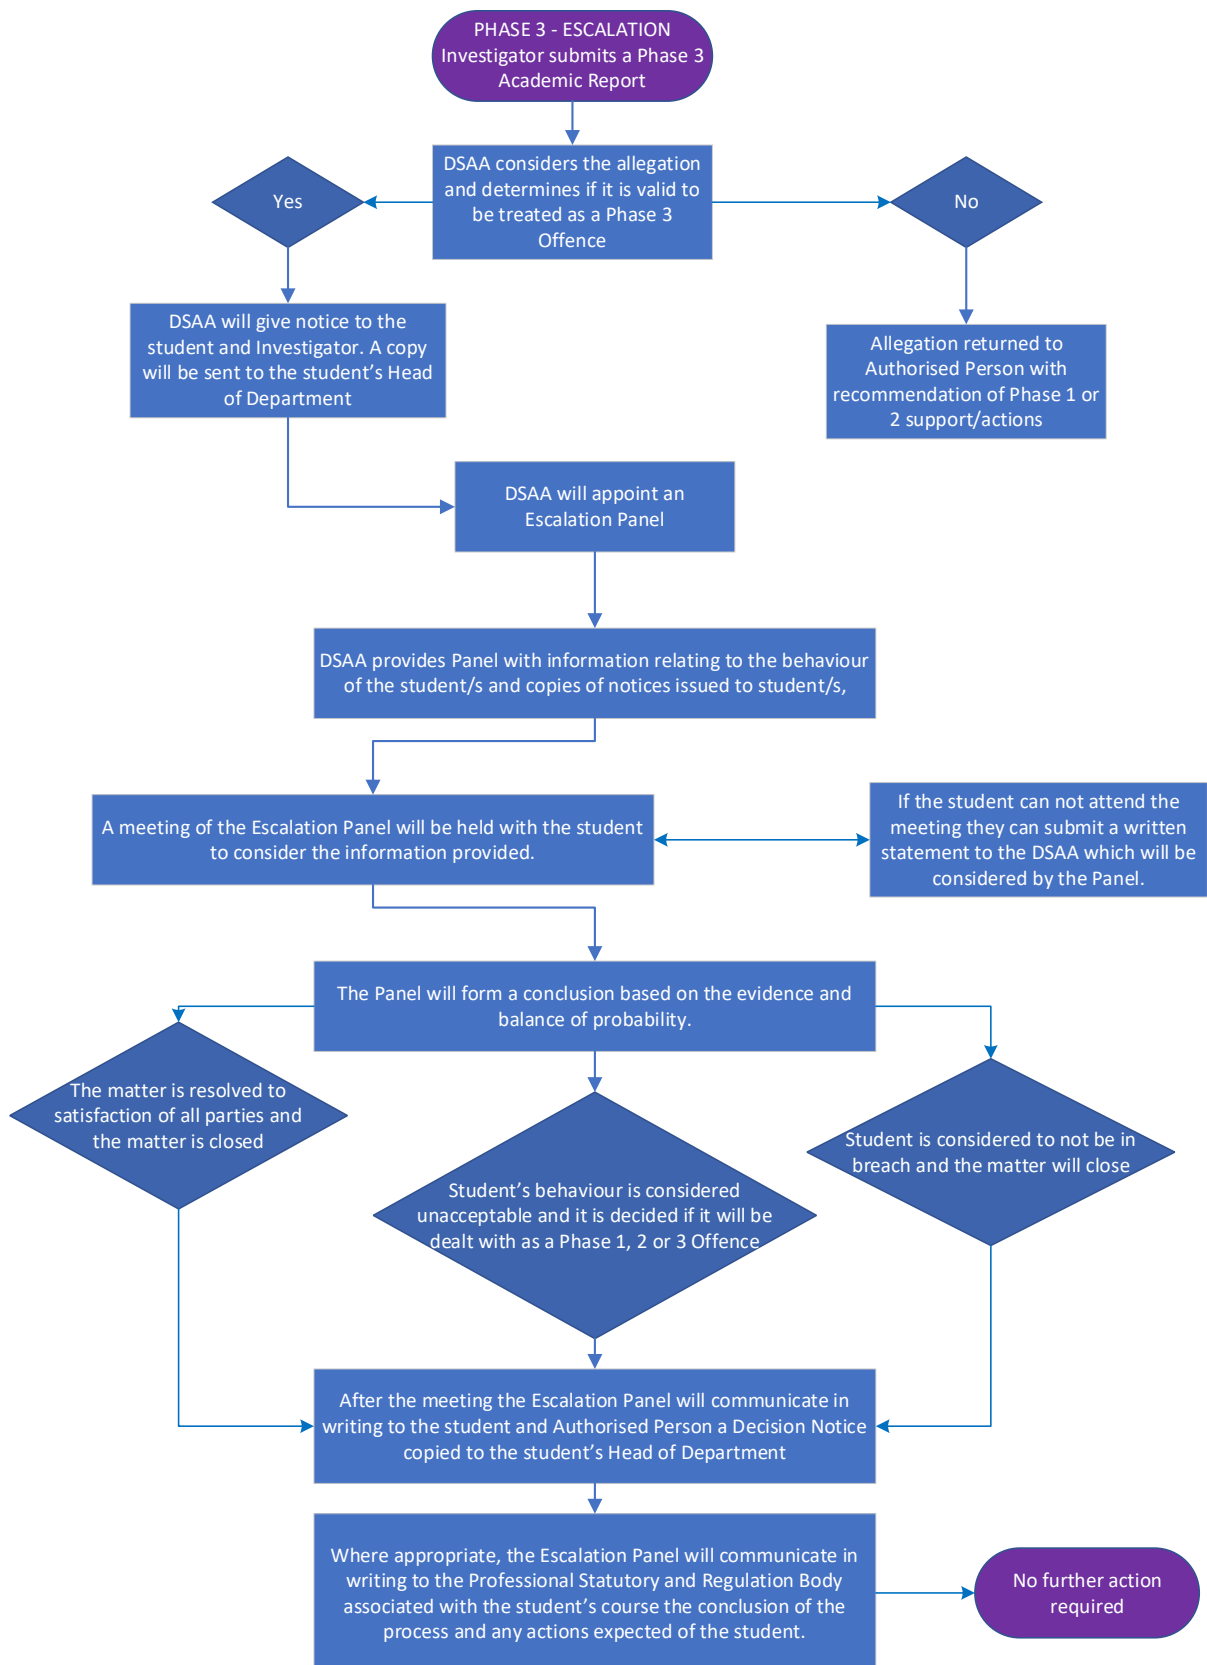 PHASE 3 - ESCALATION
Investigator submits a Phase 3
Academic Report
DSAA considers the allegation
and determines if it is valid to
be treated as a Phase 3
Offence
Yes
No
DSAA will give notice to the
student and Investigator. A copy
will be sent to the student’s Head
of Department
Allegation returned to
Authorised Person with
recommendation of Phase 1 or
2 support/actions
DSAA will appoint an
Escalation Panel
DSAA provides Panel with information relating to the behaviour
of the student/s and copies of notices issued to student/s,
A meeting of the Escalation Panel will be held with the student
to consider the information provided.
If the student can not attend the
meeting they can submit a written
statement to the DSAA which will be
considered by the Panel.
The Panel will form a conclusion based on the evidence and
balance of probability.
The matter is resolved to
satisfaction of all parties and
the matter is closed
Student’s behaviour is considered
unacceptable and it is decided if it will be
dealt with as a Phase 1, 2 or 3 Offence
Student is considered to not be in
breach and the matter will close
After the meeting the Escalation Panel will communicate in
writing to the student and Authorised Person a Decision Notice
copied to the student’s Head of Department
Where appropriate, the Escalation Panel will communicate in
writing to the Professional Statutory and Regulation Body
associated with the student’s course the conclusion of the
process and any actions expected of the student.
No further action
required